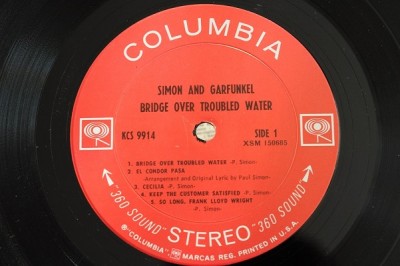 COLUMBIA
SIMON AND GARFUNKEL
BRIDGE OVER TROUBLED WATER
KCS 9914
SIDE 1
XSM 150685
1. BRIDGE OVER TROUBLED WATER -P. Simon-
2. EL CONDOR PASA
Arrangement and Original Lyric by Paul Simon-
3. CECILIA -P. Simon-
4. KEEP THE CUSTOMER SATISFIED -P. Simon-
5. SO LONG, FRANK LLOYD WRIGHT
-P. Simon-
"360 SOUND" STEREO "360 SOUND"
® "COLUMBIA", MARCAS REG. PRINTED IN U.S.A.